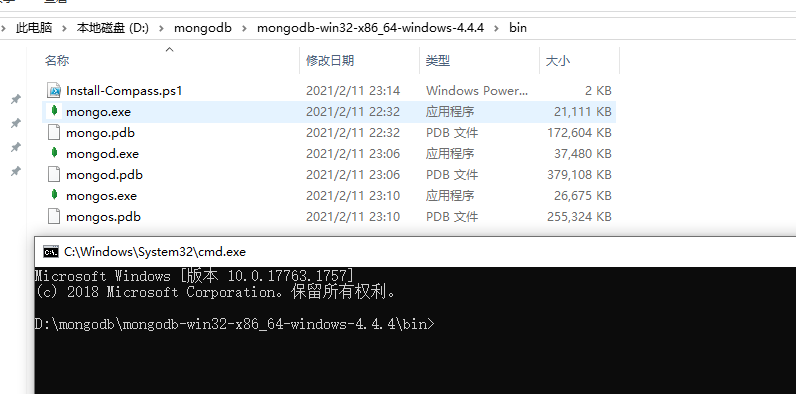 此电脑 > 本地磁盘 (D:) > mongodb > mongodb-win32-x86_64-windows-4.4.4 > bin
名称 修改日期 类型 大小
Install-Compass.ps1 2021/2/11 23:14 Windows Power... 2 KB
mongo.exe 2021/2/11 22:32 应用程序 21,111 KB
mongo.pdb 2021/2/11 22:32 PDB 文件 172,604 KB
mongod.exe 2021/2/11 23:06 应用程序 37,480 KB
mongod.pdb 2021/2/11 23:06 PDB 文件 379,108 KB
mongos.exe 2021/2/11 23:10 应用程序 26,675 KB
mongos.pdb 2021/2/11 23:10 PDB 文件 255,324 KB
C:\Windows\System32\cmd.exe
Microsoft Windows [版本 10.0.17763.1757]
(c) 2018 Microsoft Corporation。保留所有权利。
D:\mongodb\mongodb-win32-x86_64-windows-4.4.4\bin>